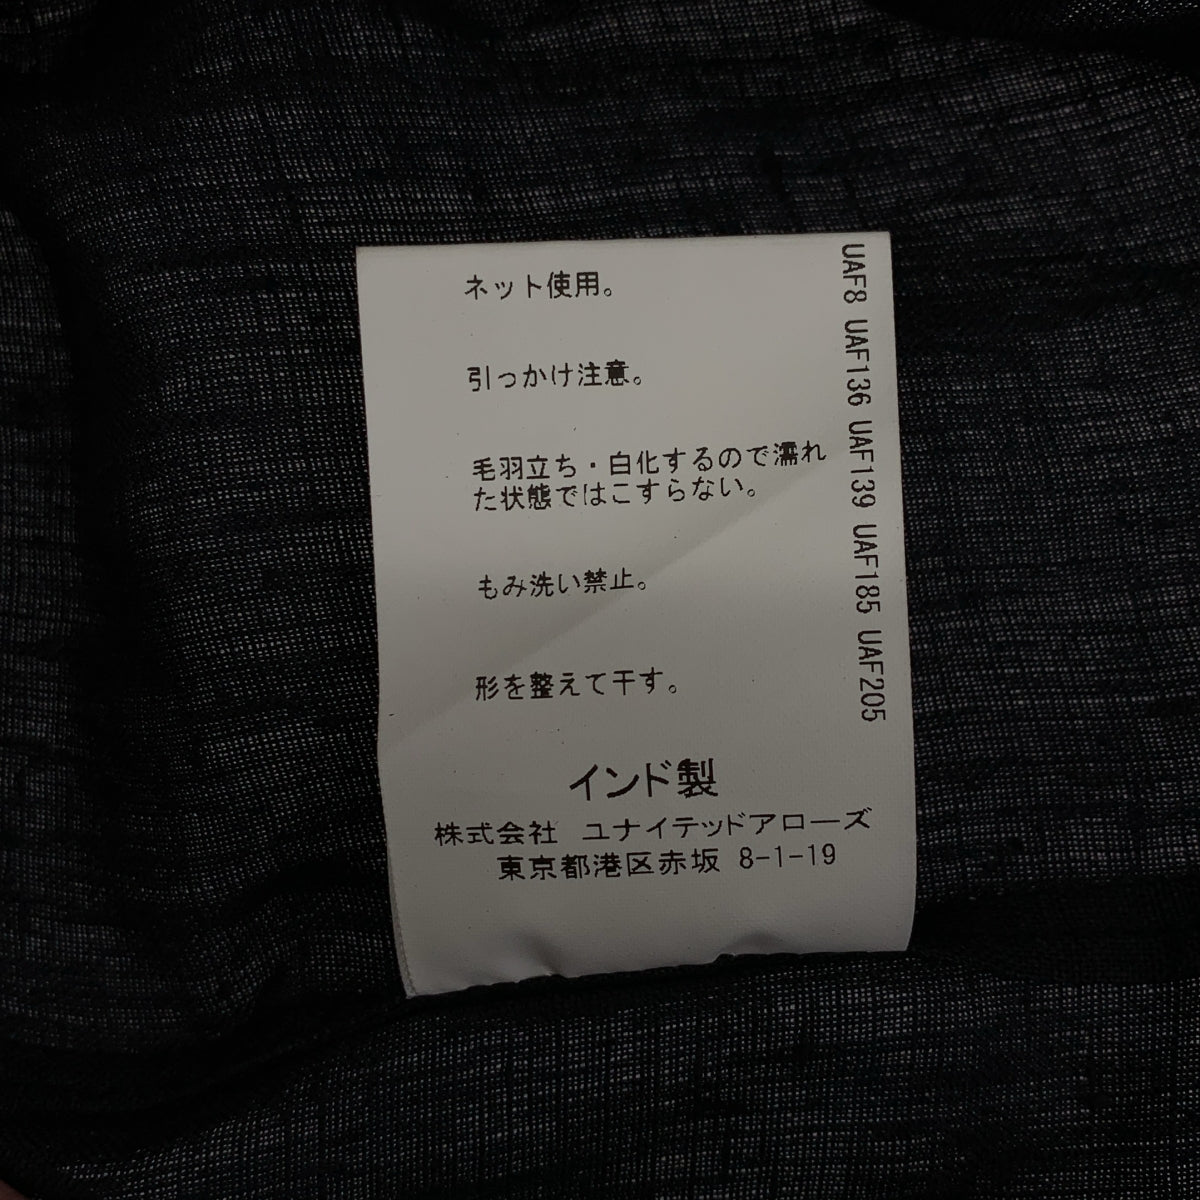 ネット使用。
引っかけ注意。
毛羽立ち・白化するので濡れ
た状態ではこすらない。
もみ洗い禁止。
形を整えて干す。
インド製
株式会社 ユナイテッドアローズ
東京都港区赤坂 8-1-19
UAF8 UAF136 UAF139 UAF185 UAF205